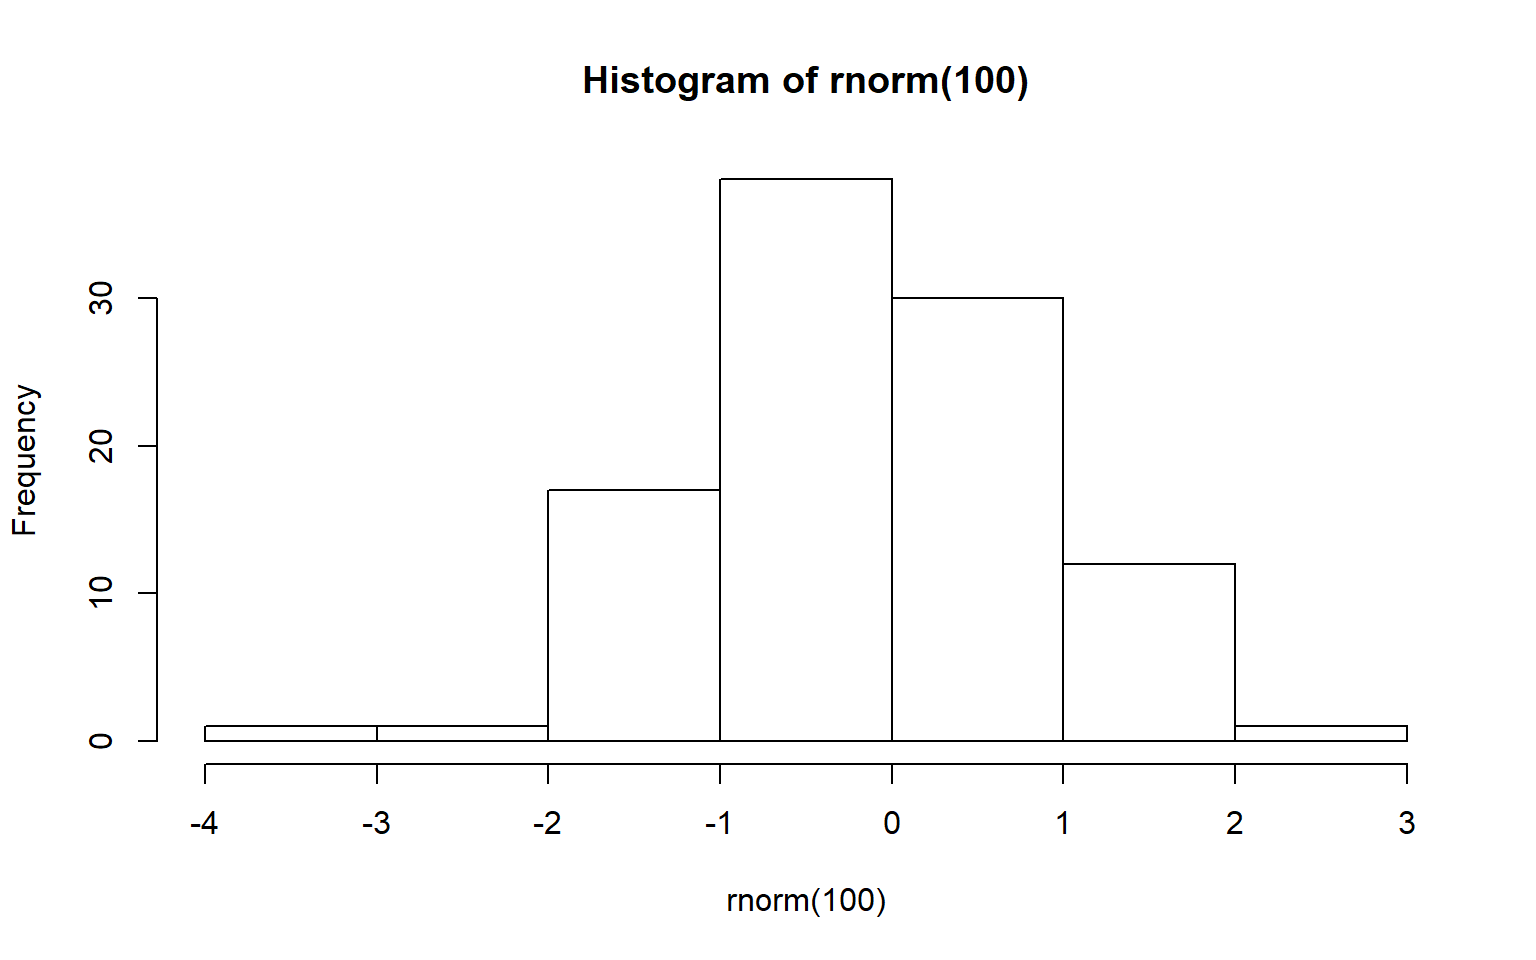 Histogram of rnorm(100)
Frequency
30
20
10
0
-4 -3 -2 -1 0 1 2 3
rnorm(100)